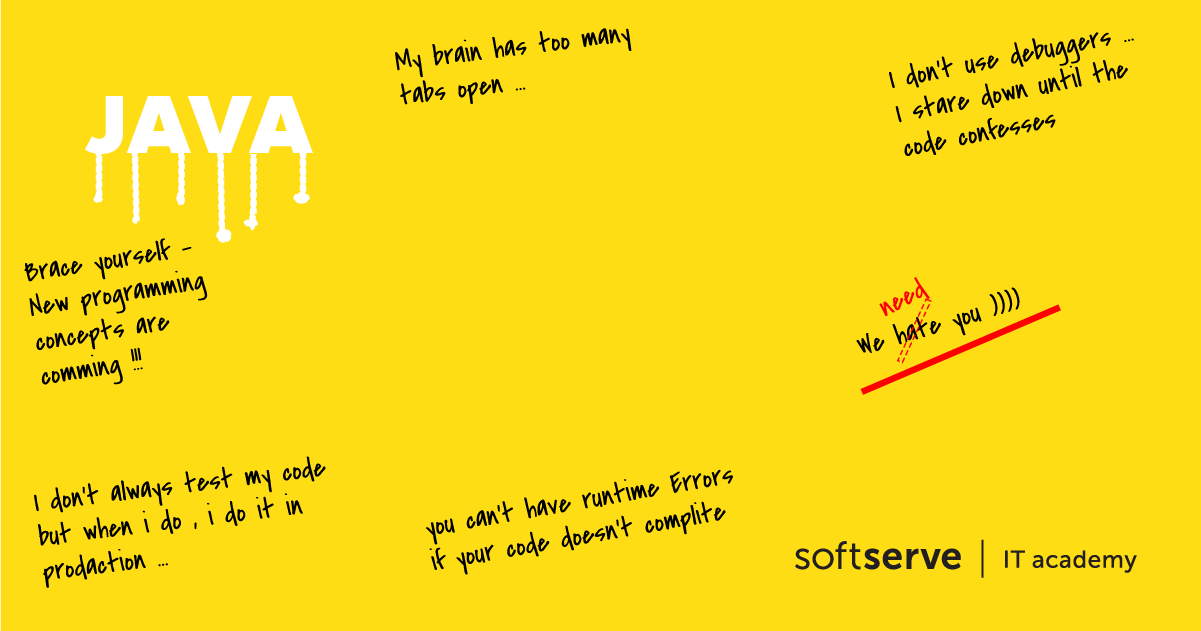 JAVA
My brain has too many
tabs open ...
I don't use debuggers ...
I stare down until the
code confesses
Brace yourself -
New programming
concepts are
comming !!!
need
We hate you ))))
I don't always test my code
but when i do , i do it in
prodaction ...
you can't have runtime Errors
if your code doesn't complite
softserve | IT academy